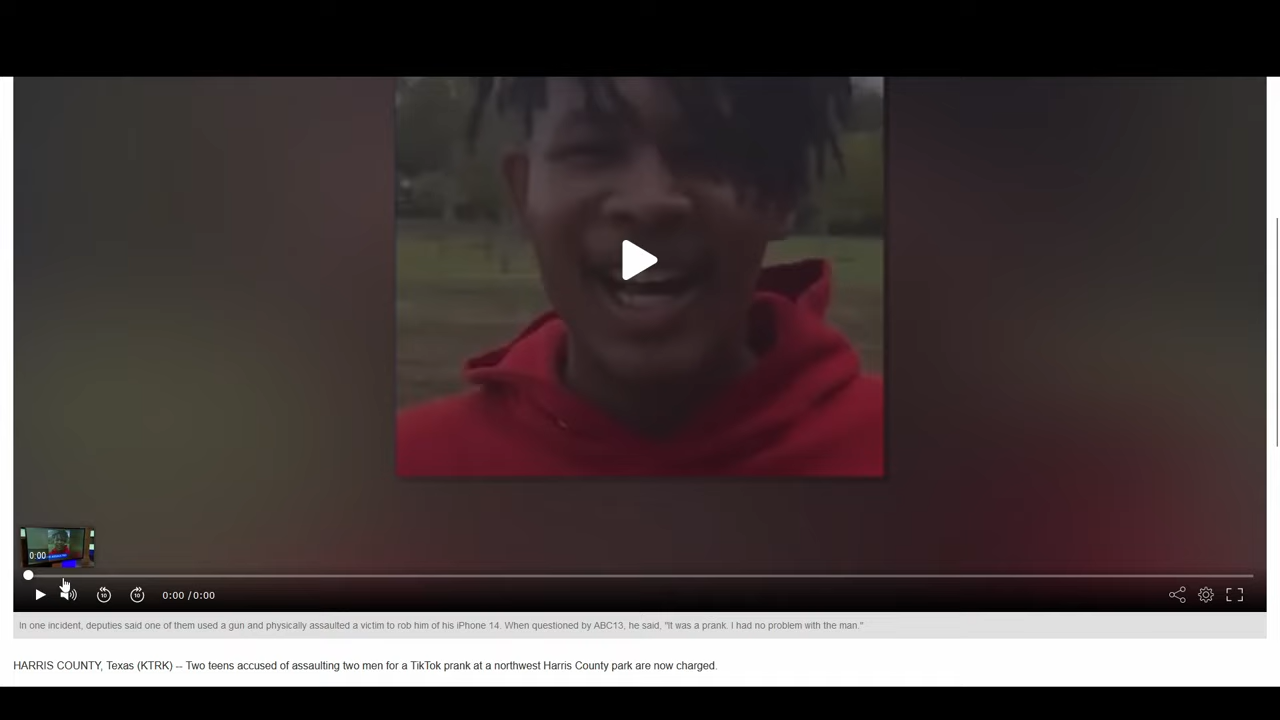 0:00
10
10
0:00 / 0:00
In one incident, deputies said one of them used a gun and physically assaulted a victim to rob him of his iPhone 14. When questioned by ABC13, he said, "It was a prank. I had no problem with the man."
HARRIS COUNTY, Texas (KTRK) -- Two teens accused of assaulting two men for a TikTok prank at a northwest Harris County park are now charged.